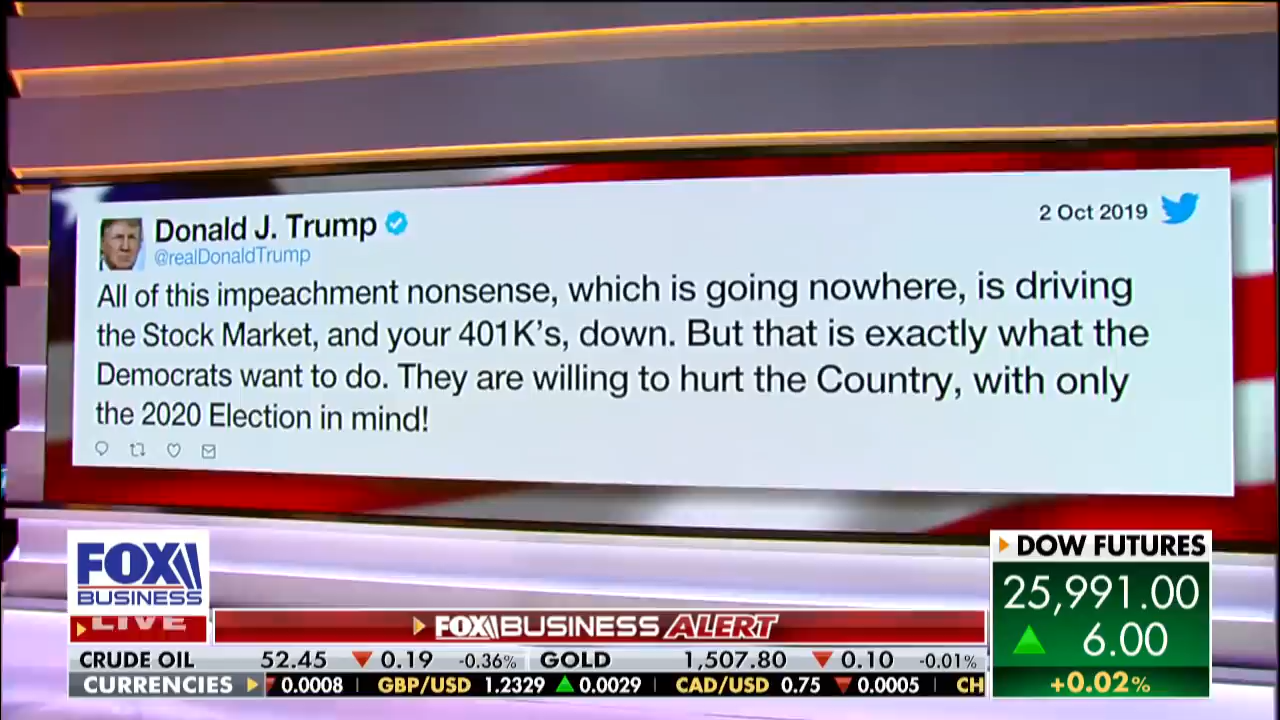 Donald J. Trump
@realDonaldTrump
2 Oct 2019
All of this impeachment nonsense, which is going nowhere, is driving
the Stock Market, and your 401K's, down. But that is exactly what the
Democrats want to do. They are willing to hurt the Country, with only
the 2020 Election in mind!
FOX
BUSINESS
LIVE
FOX BUSINESS ALERT
DOW FUTURES
25,991.00
6.00
+0.02%
CRUDE OIL 52.45 0.19 -0.36% GOLD 1,507.80 0.10 -0.01%
CURRENCIES 0.0008 GBP/USD 1.2329 0.0029 CAD/USD 0.75 0.0005 CH